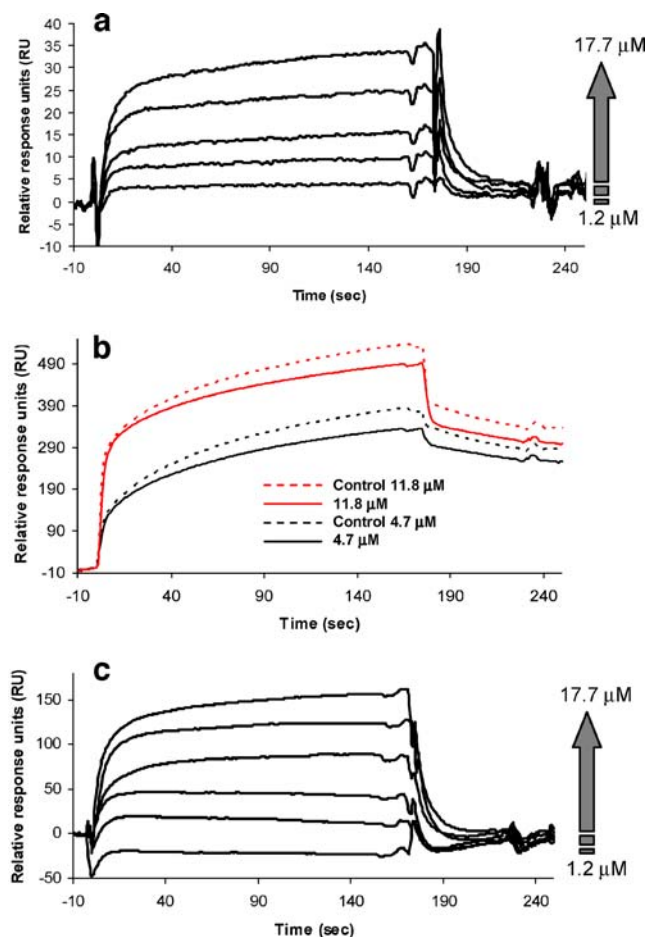 a
Relative response units (RU
40
35
30
25
20
15
10
5
0
-5
-10
-10 40 90 140 190 240
Time (sec)
17.7 µM
1.2 µM
b
Relative response units (RU)
490
390
290
190
90
-10
-10 40 90 140 190 240
Time (sec)
Control 11.8 µM
11.8 µM
Control 4.7 µM
4.7 µM
c
Relative response units (RU)
150
100
50
0
-50
-10 40 90 140 190 240
Time (sec)
17.7 µM
1.2 µM